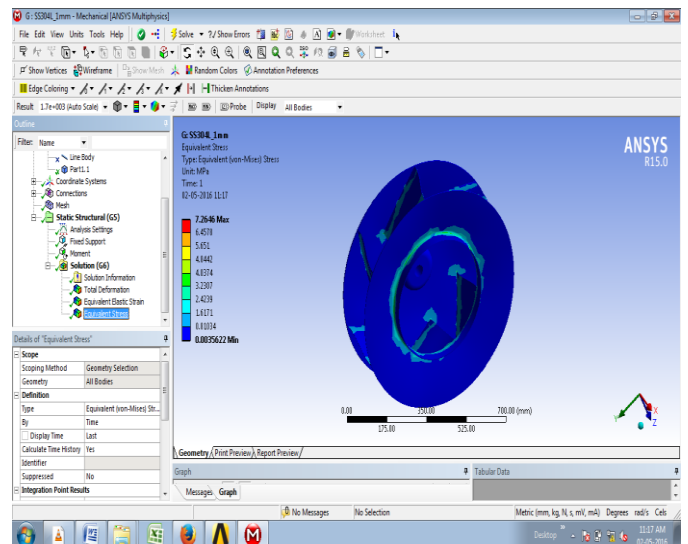 G : SS304L_1mm - Mechanical [ANSYS Multiphysics]
File Edit View Units Tools Help Solve ?/ Show Errors Worksheet
Show Vertices Wireframe Show Mesh Random Colors Annotation Preferences
Edge Coloring Thicken Annotations
Result 1.7e+003 (Auto Scale) Probe Display All Bodies
Outline
Filter: Name
Line Body
Part1.1
Coordinate Systems
Connections
Mesh
Static Structural (G5)
Analysis Settings
Fixed Support
Moment
Solution (G6)
Solution Information
Total Deformation
Equivalent Elastic Strain
Equivalent Stress
Details of "Equivalent Stress"
Scope
Scoping Method Geometry Selection
Geometry All Bodies
Definition
Type Equivalent (von-Mises) Str...
By Time
Display Time Last
Calculate Time History Yes
Identifier
Suppressed No
Integration Point Results
G: SS304L_1mm
Equivalent Stress
Type: Equivalent (von-Mises) Stress
Unit: MPa
Time: 1
02-05-2016 11:17
7.2646 Max
6.4578
5.651
4.8442
4.0374
3.2307
2.4239
1.6171
0.81034
0.0035622 Min
ANSYS
R15.0
0.00 350.00 700.00 (mm)
175.00 525.00
X
Y
Z
Geometry Print Preview Report Preview
Graph
Tabular Data
Messages Graph
No Messages No Selection Metric (mm, kg, N, s, mV, mA) Degrees rad/s Cels
Desktop 11:17 AM
02-05-2016